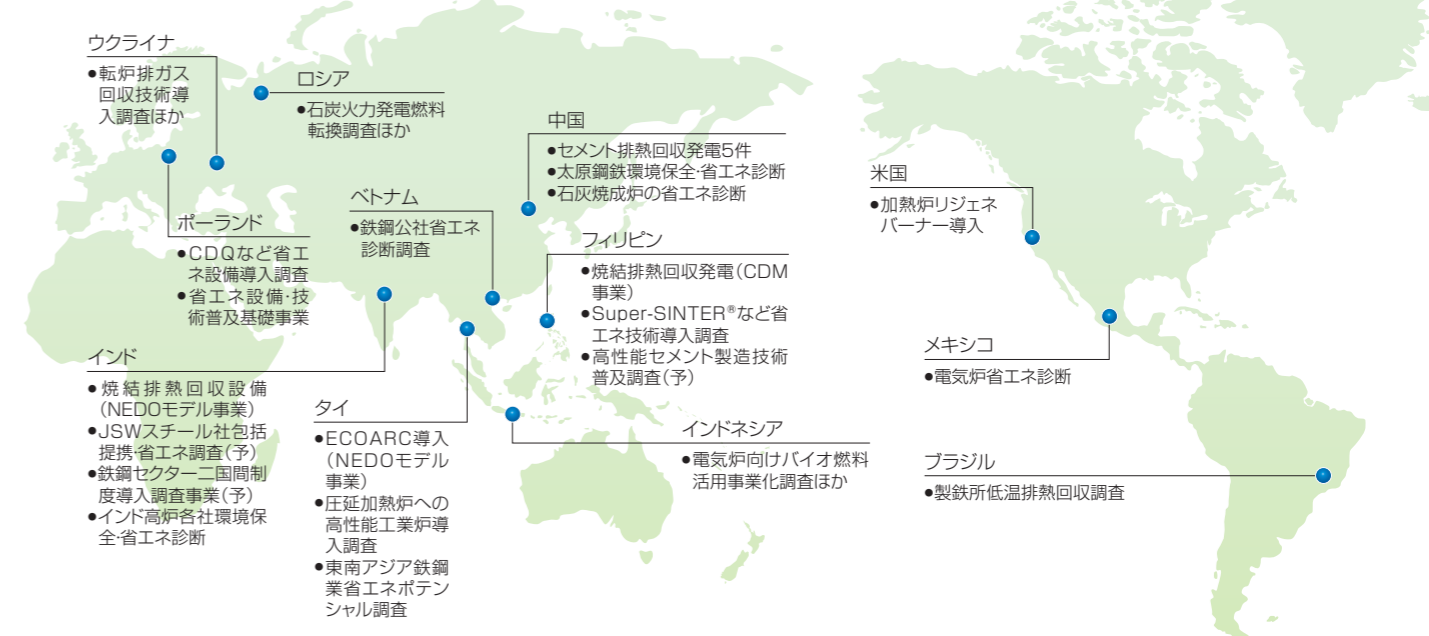 ウクライナ
●転炉排ガス
回収技術導
入調査ほか
ロシア
●石炭火力発電燃料
転換調査ほか
ポーランド
●CDQなど省エ
ネ設備導入調査
●省エネ設備・技
術普及基礎事業
インド
●焼結排熱回収設備
（NEDOモデル事業）
●JSWスチール社包括
提携・省エネ調査（予）
●鉄鋼セクター二国間制
度導入調査事業（予）
●インド高炉各社環境保
全・省エネ診断
ベトナム
●鉄鋼公社省エネ
診断調査
タイ
●ECOARC導入
（NEDOモデル
事業）
●圧延加熱炉への
高性能工業炉導
入調査
●東南アジア鉄鋼
業省エネポテン
シャル調査
中国
●セメント排熱回収発電5件
●太原鋼鉄環境保全・省エネ診断
●石灰焼成炉の省エネ診断
フィリピン
●焼結排熱回収発電（CDM
事業）
●Super-SINTER®など省
エネ技術導入調査
●高性能セメント製造技術
普及調査（予）
インドネシア
●電気炉向けバイオ燃料
活用事業化調査ほか
米国
●加熱炉リジェネ
バーナー導入
メキシコ
●電気炉省エネ診断
ブラジル
●製鉄所低温排熱回収調査